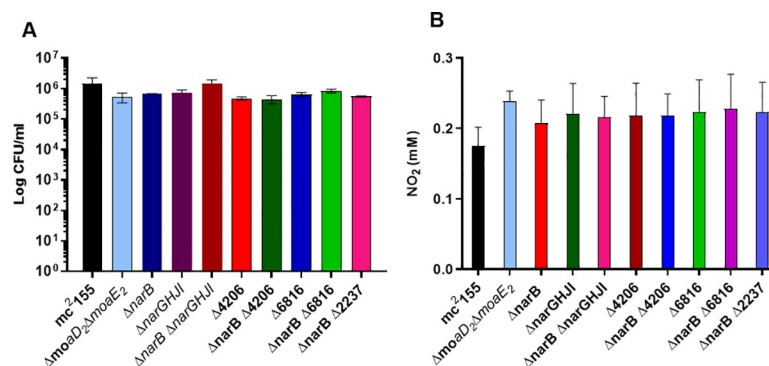 A
Log CFU/ml
10⁷
10⁶
10⁵
10⁴
10³
10²
10¹
10⁰
mc²155
ΔmoaD₂ΔmoaE₂
ΔnarB
ΔnarGHJI
ΔnarB ΔnarGHJI
Δ4206
ΔnarB Δ4206
Δ6816
ΔnarB Δ6816
ΔnarB Δ2237
B
NO₂ (mM)
0.3
0.2
0.1
0.0
mc²155
ΔmoaD₂ΔmoaE₂
ΔnarB
ΔnarGHJI
ΔnarB ΔnarGHJI
Δ4206
ΔnarB Δ4206
Δ6816
ΔnarB Δ6816
ΔnarB Δ2237